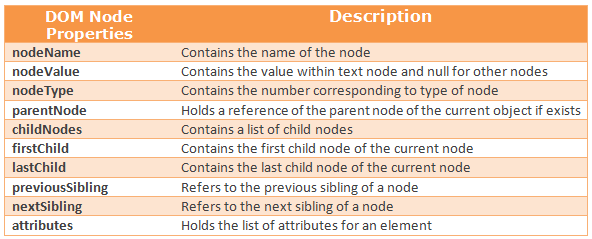 DOM Node Properties Description
nodeName Contains the name of the node
nodeValue Contains the value within text node and null for other nodes
nodeType Contains the number corresponding to type of node
parentNode Holds a reference of the parent node of the current object if exists
childNodes Contains a list of child nodes
firstChild Contains the first child node of the current node
lastChild Contains the last child node of the current node
previousSibling Refers to the previous sibling of a node
nextSibling Refers to the next sibling of a node
attributes Holds the list of attributes for an element